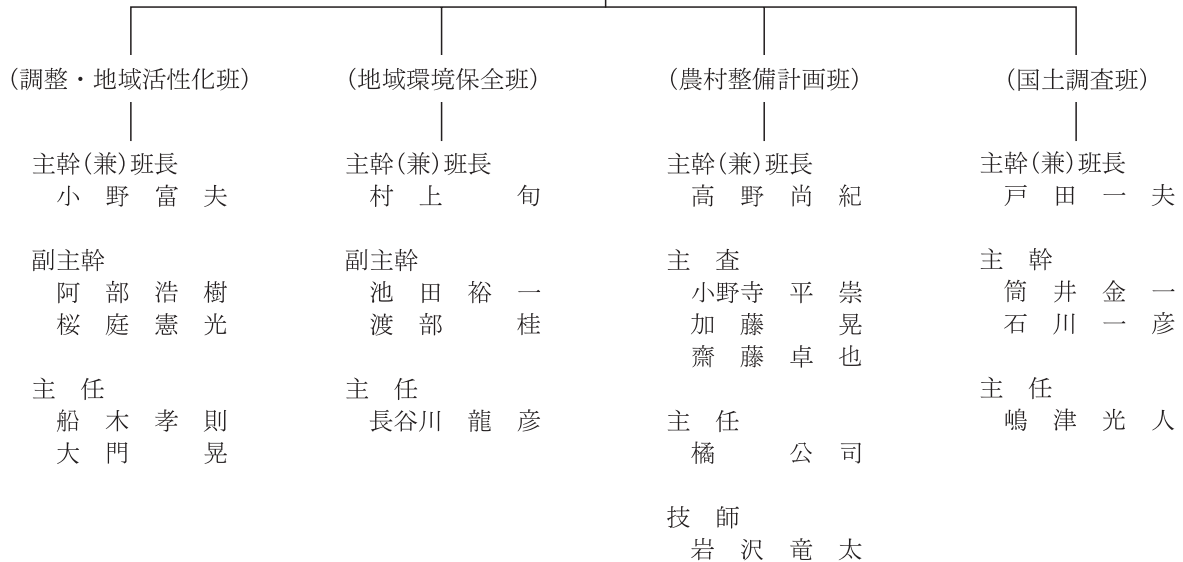 (調整・地域活性化班)
主幹(兼)班長
小野富夫
副主幹
阿部浩樹
桜庭憲光
主任
船木孝則
大門晃
(地域環境保全班)
主幹(兼)班長
村上旬
副主幹
池田裕一
渡部桂
主任
長谷川龍彦
(農村整備計画班)
主幹(兼)班長
高野尚紀
主査
小野寺平崇
加藤晃
齋藤卓也
主任
橘公司
技師
岩沢竜太
(国土調査班)
主幹(兼)班長
戸田一夫
主幹
筒井金一
石川一彦
主任
嶋津光人